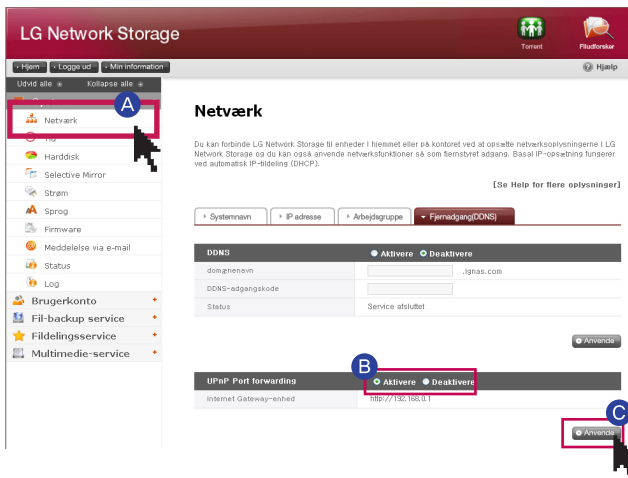 LG Network Storage
Torrent
Filudforsker
Hjem
Logge ud
Min information
Hjælp
Udvid alle
Kollapse alle
A
Netværk
Harddisk
Selective Mirror
Strøm
Sprog
Firmware
Meddelelse via e-mail
Status
Log
Brugerkonto
Fil-backup service
Fildelingsservice
Multimedie-service
Netværk
Du kan forbinde LG Network Storage til enheder i hjemmet eller på kontoret ved at opsætte netværksoplysningerne i LG
Network Storage og du kan også anvende netværksfunktioner så som fiernstyret adgang. Basal IP-opsætning fungerer
ved automatisk IP-tildeling (DHCP).
[Se Help for flere oplysninger]
Systemnavn
IP adresse
Arbejdsgruppe
Fjernadgang(DDNS)
DDNS
Aktivere
Deaktivere
domænenavn
.lgnas.com
DDNS-adgangskode
Status
Service afsluttet
Anvende
B
UPnP Port forwarding
Aktivere
Deaktivere
Internet Gateway-enhed
http://192.168.0.1
C
Anvende